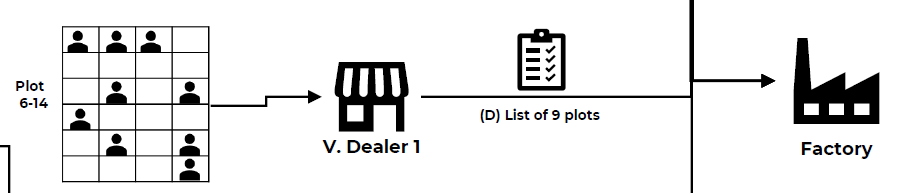 Plot
6-14
(D) List of 9 plots
V. Dealer 1
Factory